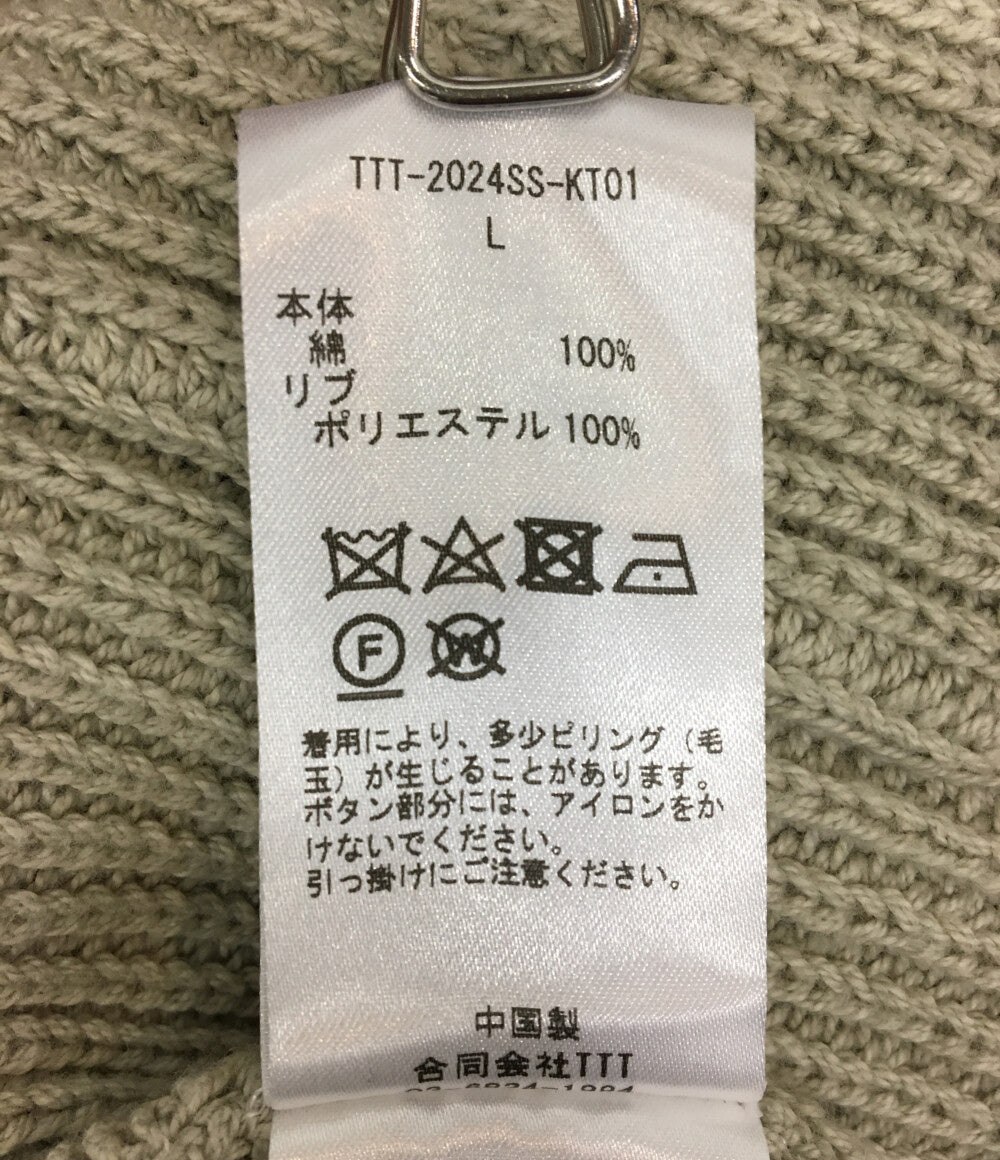 TTT-2024SS-KT01
L
本体
綿 100%
リブ
ポリエステル 100%
F
W
着用により、多少ピリング（毛
玉）が生じることがあります。
ボタン部分には、アイロンをか
けないでください。
引っ掛けにご注意ください。
中国製
合同会社TTT